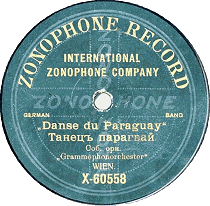 ZONOPHONE RECORD
INTERNATIONAL
ZONOPHONE COMPANY
ZONOPHONE
GERMAN BAND
„Danse du Paraguay“
Танецъ парагвай
Соб. орк.
„Grammophonorchester“
WIEN.
X-60558